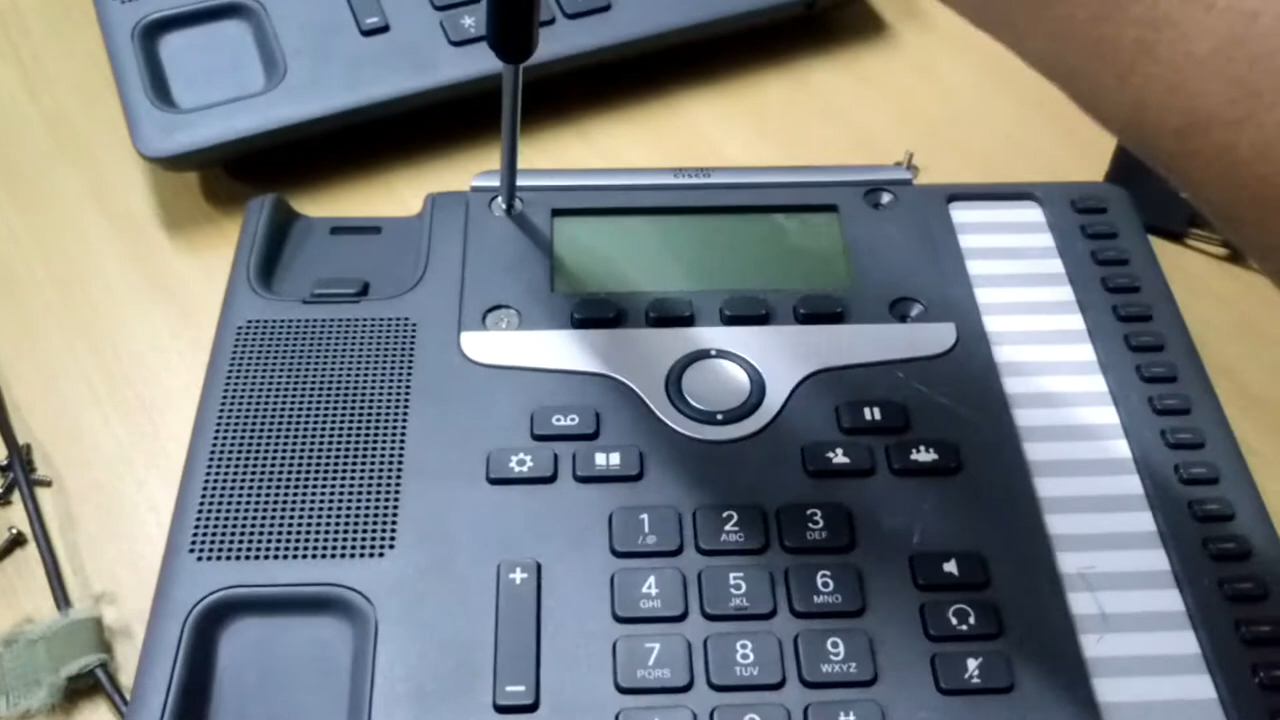 *
CISCO
1 2 3
/.@ ABC DEF
4 5 6
GHI JKL MNO
7 8 9
PQRS TUV WXYZ
+
−